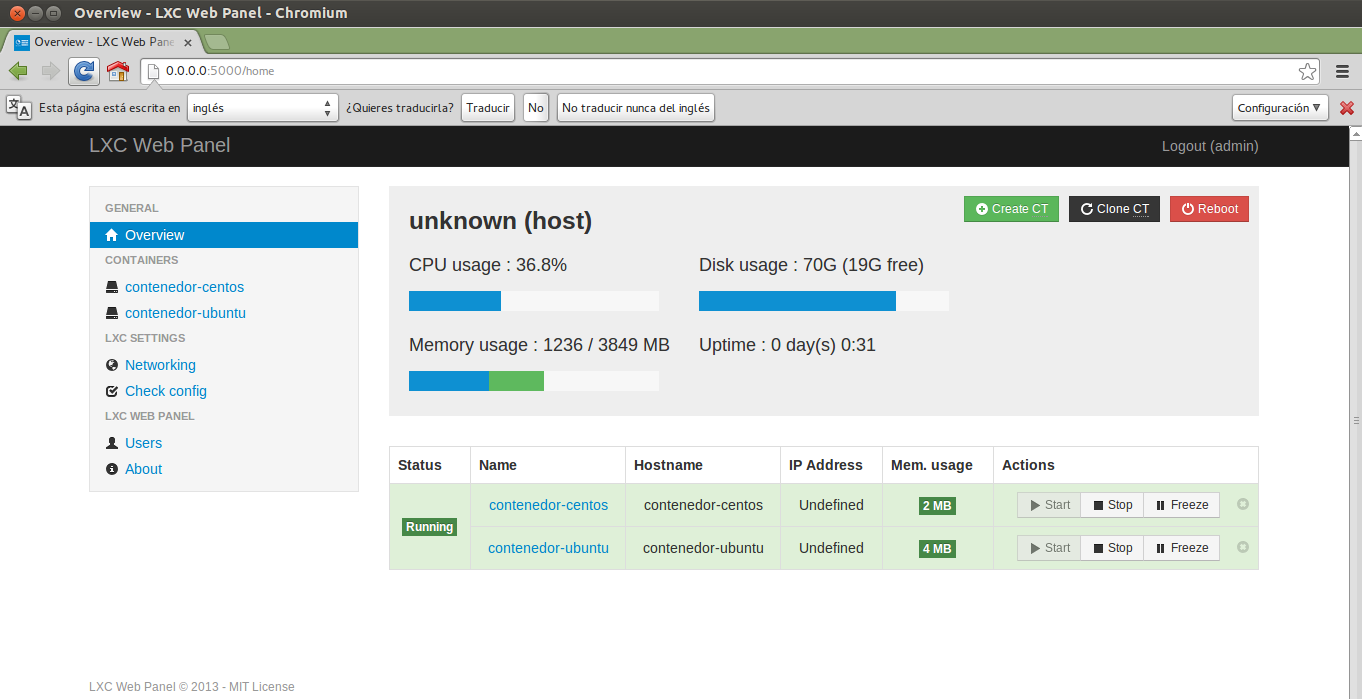 Overview - LXC Web Panel - Chromium
Overview - LXC Web Pane
0.0.0.0:5000/home
Esta página está escrita en inglés ¿Quieres traducirla? Traducir No No traducir nunca del inglés Configuración
LXC Web Panel Logout (admin)
GENERAL
Overview
CONTAINERS
contenedor-centos
contenedor-ubuntu
LXC SETTINGS
Networking
Check config
LXC WEB PANEL
Users
About
unknown (host)
Create CT Clone CT Reboot
CPU usage : 36.8% Disk usage : 70G (19G free)
Memory usage : 1236 / 3849 MB Uptime : 0 day(s) 0:31
Status Name Hostname IP Address Mem. usage Actions
Running
contenedor-centos contenedor-centos Undefined 2 MB Start Stop Freeze
contenedor-ubuntu contenedor-ubuntu Undefined 4 MB Start Stop Freeze
LXC Web Panel © 2013 - MIT License